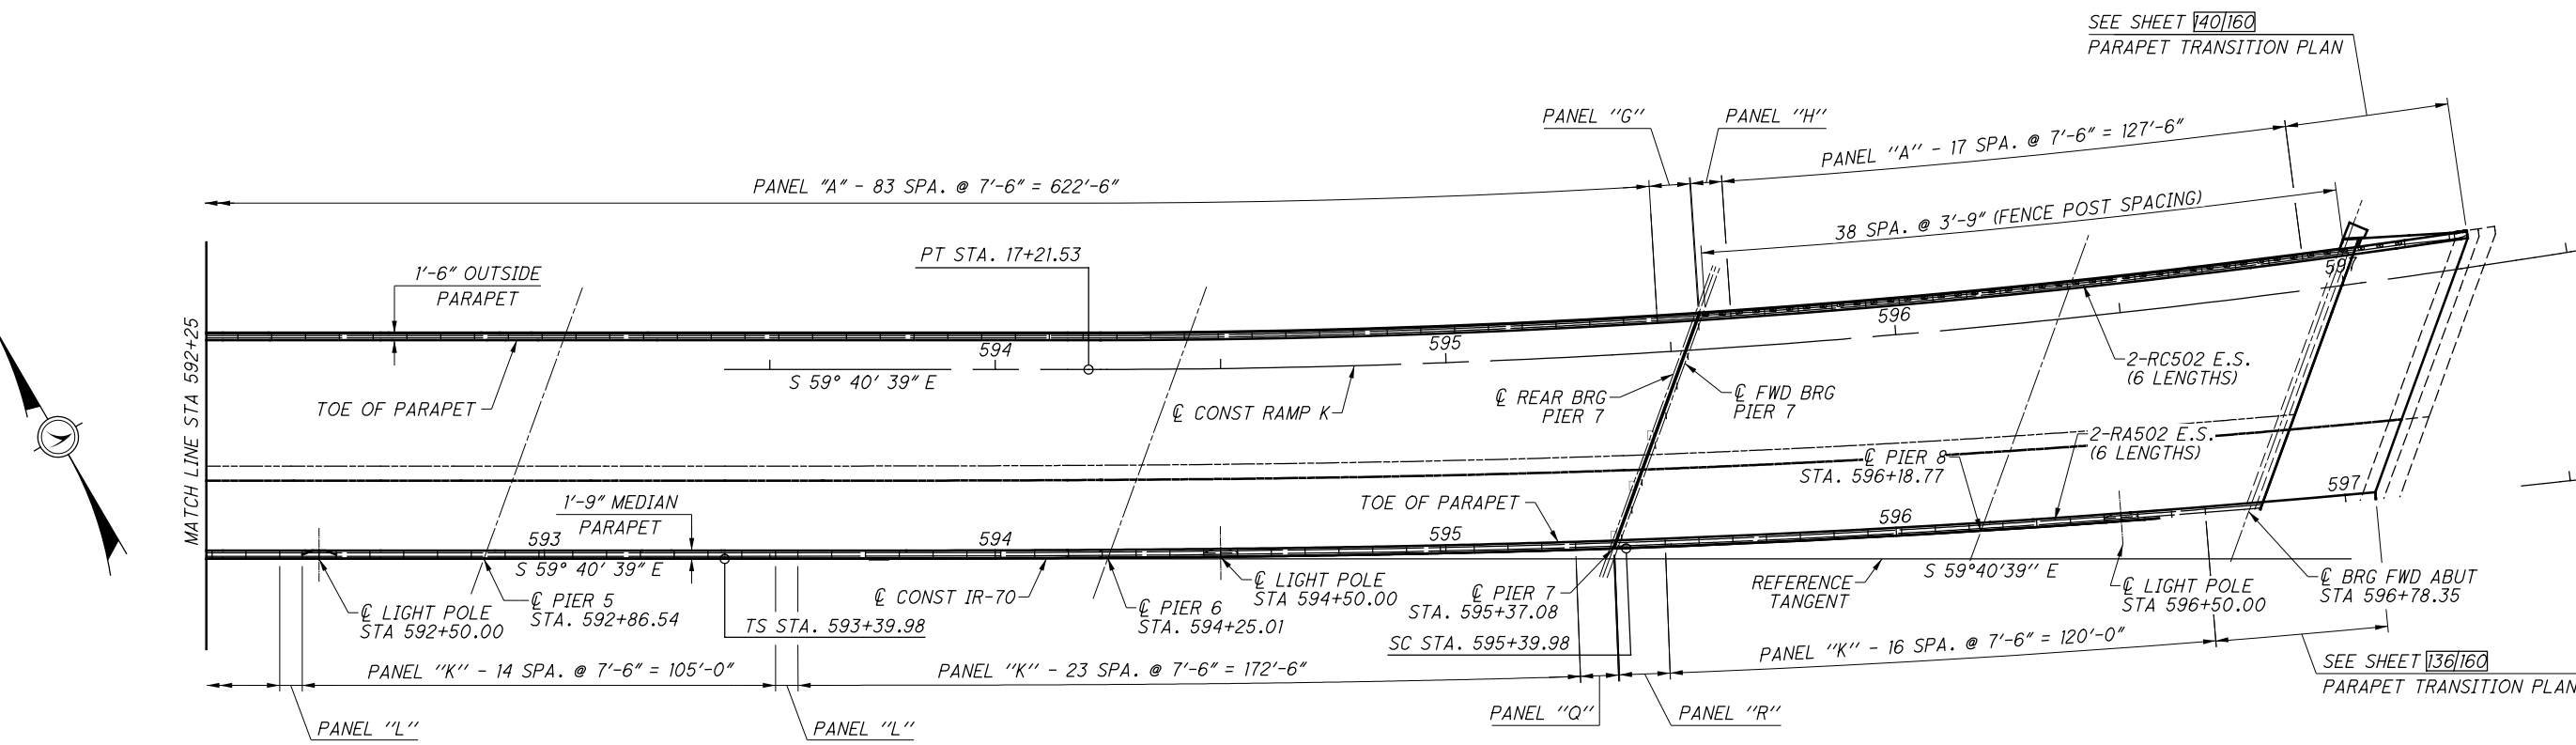 SEE SHEET 140/160
PARAPET TRANSITION PLAN
PANEL "G"
PANEL "H"
PANEL "A" - 17 SPA. @ 7'-6" = 127'-6"
PANEL "A" - 83 SPA. @ 7'-6" = 622'-6"
38 SPA. @ 3'-9" (FENCE POST SPACING)
PT STA. 17+21.53
1'-6" OUTSIDE
PARAPET
597
596
595
594
MATCH LINE STA 592+25
S 59° 40' 39" E
TOE OF PARAPET
℄ CONST RAMP K
℄ REAR BRG
PIER 7
℄ FWD BRG
PIER 7
2-RC502 E.S.
(6 LENGTHS)
2-RA502 E.S.
(6 LENGTHS)
℄ PIER 8
STA. 596+18.77
1'-9" MEDIAN
PARAPET
TOE OF PARAPET
597
596
595
594
593
S 59° 40' 39" E
℄ LIGHT POLE
STA 592+50.00
℄ PIER 5
STA. 592+86.54
TS STA. 593+39.98
℄ CONST IR-70
℄ PIER 6
STA. 594+25.01
℄ LIGHT POLE
STA 594+50.00
℄ PIER 7
STA. 595+37.08
SC STA. 595+39.98
REFERENCE
TANGENT
S 59°40'39" E
℄ LIGHT POLE
STA 596+50.00
℄ BRG FWD ABUT
STA 596+78.35
PANEL "K" - 14 SPA. @ 7'-6" = 105'-0"
PANEL "K" - 23 SPA. @ 7'-6" = 172'-6"
PANEL "K" - 16 SPA. @ 7'-6" = 120'-0"
SEE SHEET 136/160
PARAPET TRANSITION PLAN
PANEL "L"
PANEL "L"
PANEL "Q"
PANEL "R"